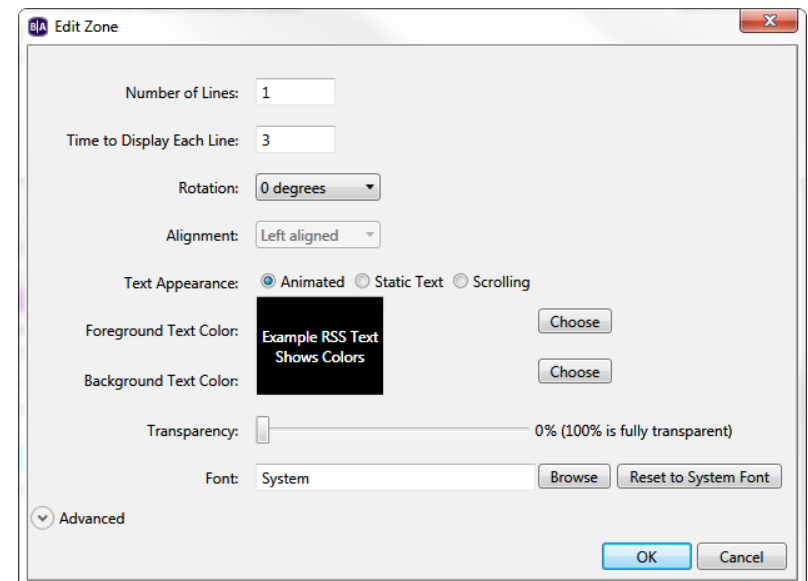 B|A Edit Zone
Number of Lines: 1
Time to Display Each Line: 3
Rotation: 0 degrees
Alignment: Left aligned
Text Appearance: Animated Static Text Scrolling
Foreground Text Color: Choose
Example RSS Text
Shows Colors
Background Text Color: Choose
Transparency: 0% (100% is fully transparent)
Font: System Browse Reset to System Font
Advanced
OK Cancel